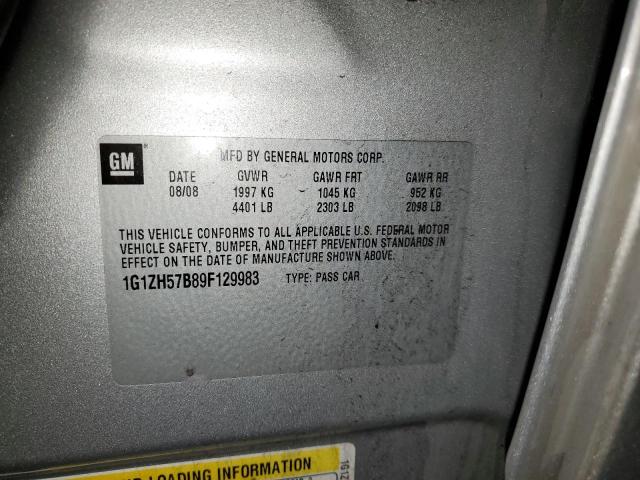 GM
MFD BY GENERAL MOTORS CORP.
DATE GVWR GAWR FRT GAWR RR
08/08 1997 KG 1045 KG 952 KG
4401 LB 2303 LB 2098 LB
THIS VEHICLE CONFORMS TO ALL APPLICABLE U.S. FEDERAL MOTOR
VEHICLE SAFETY, BUMPER, AND THEFT PREVENTION STANDARDS IN
EFFECT ON THE DATE OF MANUFACTURE SHOWN ABOVE.
1G1ZH57B89F129983 TYPE: PASS CAR
LOADING INFORMATION
1G1Z